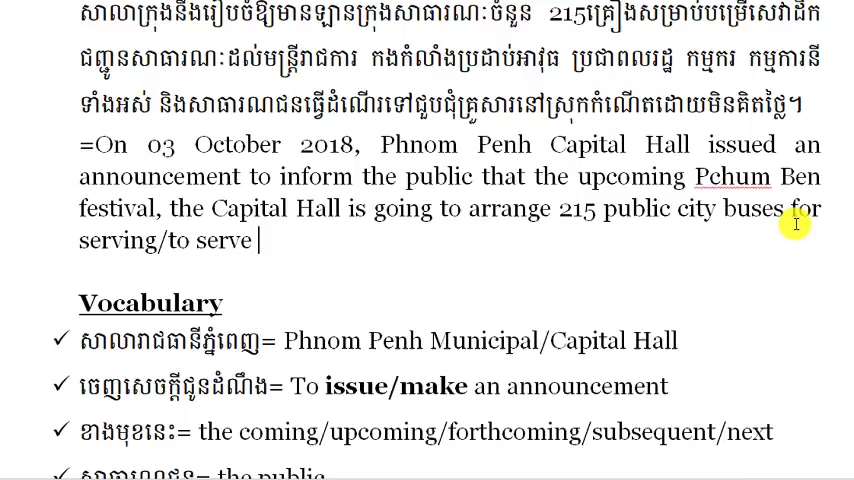 សាលាក្រុងនឹងរៀបចំឱ្យមានឡានក្រុងសាធារណៈចំនួន 215គ្រឿងសម្រាប់បម្រើសេវាដឹក
ជញ្ជូនសាធារណៈដល់មន្ត្រីរាជការ កងកំលាំងប្រដាប់អាវុធ ប្រជាពលរដ្ឋ កម្មករ កម្មការនី
ទាំងអស់ និងសាធារណជនធ្វើដំណើរទៅជួបជុំគ្រួសារនៅស្រុកកំណើតដោយមិនគិតថ្លៃ។
=On 03 October 2018, Phnom Penh Capital Hall issued an
announcement to inform the public that the upcoming Pchum Ben
festival, the Capital Hall is going to arrange 215 public city buses for
serving/to serve
Vocabulary
✓ សាលារាជធានីភ្នំពេញ= Phnom Penh Municipal/Capital Hall
✓ ចេញសេចក្តីជូនដំណឹង= To issue/make an announcement
✓ ខាងមុខនេះ= the coming/upcoming/forthcoming/subsequent/next
✓ សាធារណជន= the public